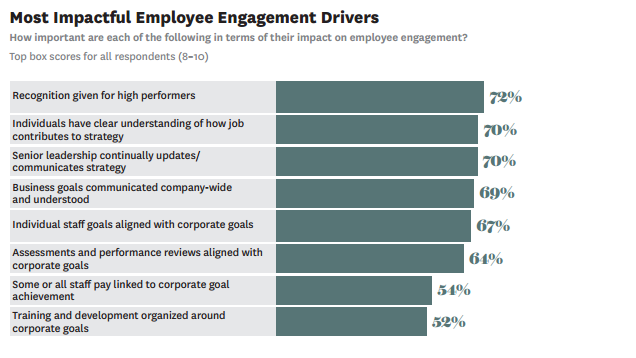 Most Impactful Employee Engagement Drivers
How important are each of the following in terms of their impact on employee engagement?
Top box scores for all respondents (8–10)
Recognition given for high performers
72%
Individuals have clear understanding of how job
contributes to strategy
70%
Senior leadership continually updates/
communicates strategy
70%
Business goals communicated company-wide
and understood
69%
Individual staff goals aligned with corporate goals
67%
Assessments and performance reviews aligned with
corporate goals
64%
Some or all staff pay linked to corporate goal
achievement
54%
Training and development organized around
corporate goals
52%